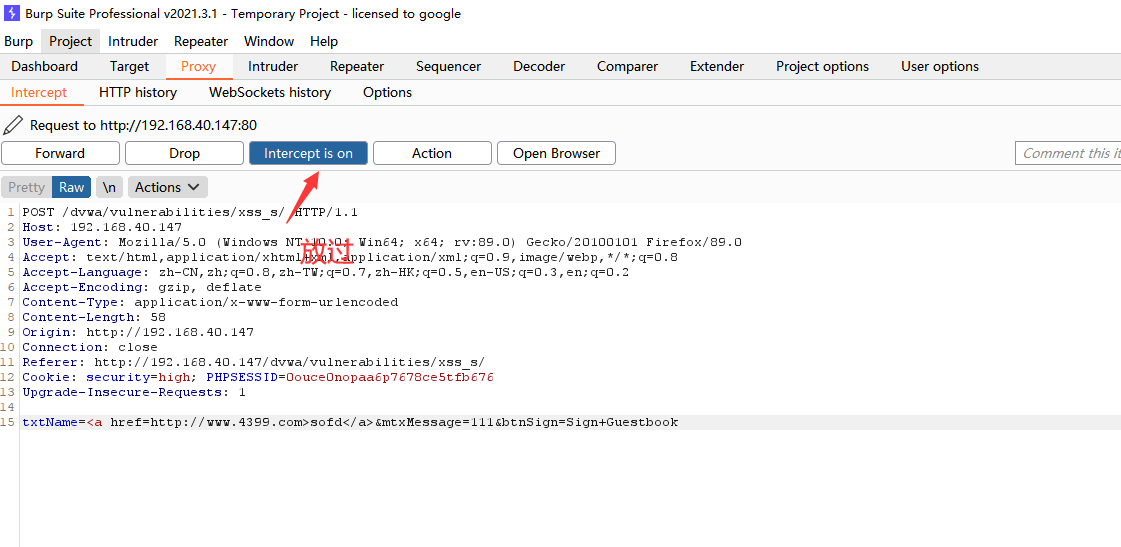 Burp Suite Professional v2021.3.1 - Temporary Project - licensed to google
Burp Project Intruder Repeater Window Help
Dashboard Target Proxy Intruder Repeater Sequencer Decoder Comparer Extender Project options User options
Intercept HTTP history WebSockets history Options
Request to http://192.168.40.147:80
Forward Drop Intercept is on Action Open Browser Comment this it
Pretty Raw \n Actions
1 POST /dvwa/vulnerabilities/xss_s/ HTTP/1.1
2 Host: 192.168.40.147
3 User-Agent: Mozilla/5.0 (Windows NT 10.0; Win64; x64; rv:89.0) Gecko/20100101 Firefox/89.0
放过
4 Accept: text/html,application/xhtml+xml,application/xml;q=0.9,image/webp,*/*;q=0.8
5 Accept-Language: zh-CN,zh;q=0.8,zh-TW;q=0.7,zh-HK;q=0.5,en-US;q=0.3,en;q=0.2
6 Accept-Encoding: gzip, deflate
7 Content-Type: application/x-www-form-urlencoded
8 Content-Length: 58
9 Origin: http://192.168.40.147
10 Connection: close
11 Referer: http://192.168.40.147/dvwa/vulnerabilities/xss_s/
12 Cookie: security=high; PHPSESSID=0ouce0nopaa6p7678ce5tfb676
13 Upgrade-Insecure-Requests: 1
14
15 txtName=<a href=http://www.4399.com>sofd</a>&mtxMessage=111&btnSign=Sign+Guestbook